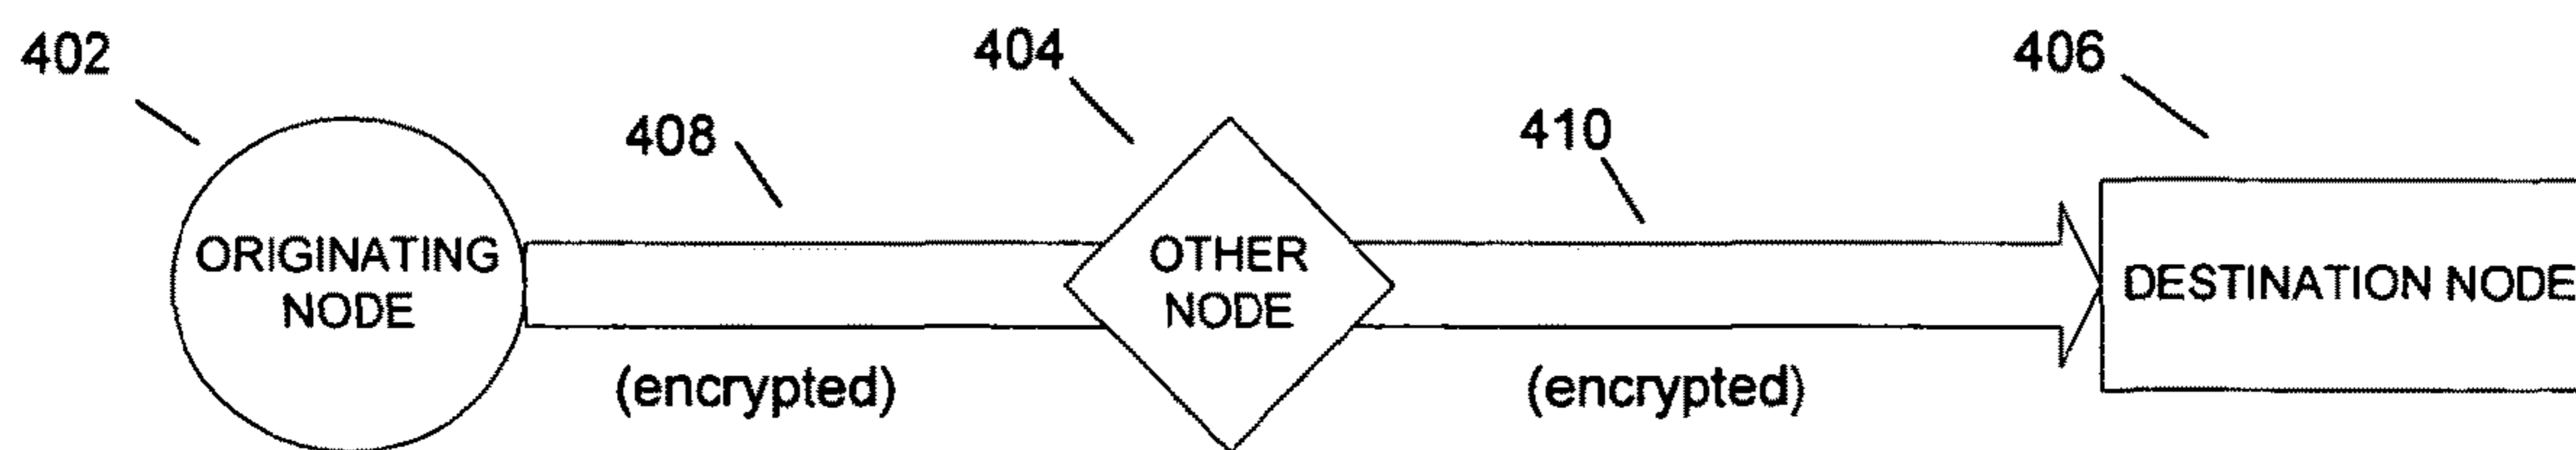 402
404
406
408
410
ORIGINATING
NODE
OTHER
NODE
DESTINATION NODE
(encrypted)
(encrypted)